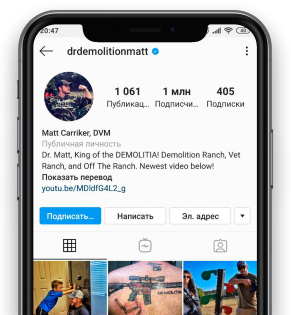 20:47
drdemolitionmatt
1 061 1 млн 405
Публикац... Подписчи... Подписки
Matt Carriker, DVM
Публичная личность
Dr. Matt, King of the DEMOLITIA! Demolition Ranch, Vet
Ranch, and Off The Ranch. Newest video below!
Показать перевод
youtu.be/MDldfG4L2_g
Подписать... Написать Эл. адрес
DEMOLITIA